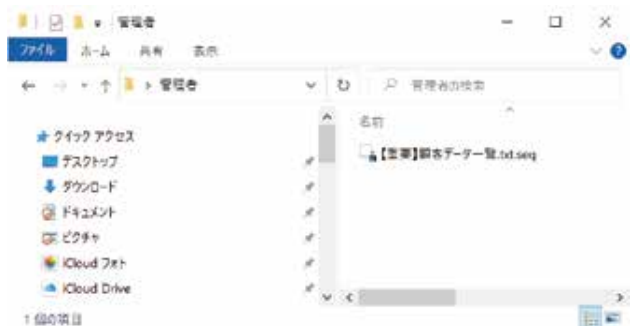 管理者
ファイル ホーム 共有 表示
管理者
管理者の検索
名前
クイック アクセス
【重要】顧客データ一覧.txt.seq
デスクトップ
ダウンロード
ドキュメント
ピクチャ
iCloud フォト
iCloud Drive
1 個の項目